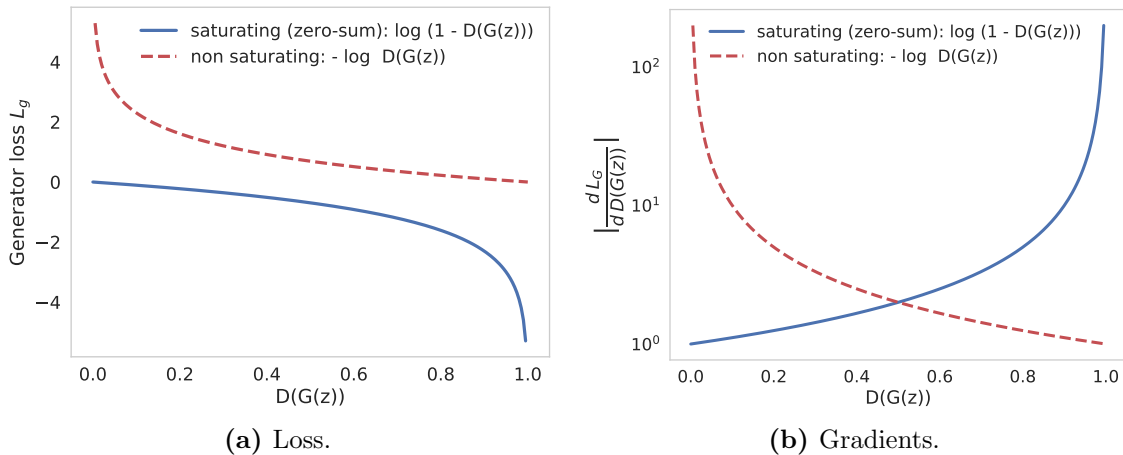 saturating (zero-sum): log (1 - D(G(z)))
non saturating: - log D(G(z))
Generator loss L_g
4
2
0
−2
−4
0.0 0.2 0.4 0.6 0.8 1.0
D(G(z))
(a) Loss.
saturating (zero-sum): log (1 - D(G(z)))
non saturating: - log D(G(z))
|d L_G / d D(G(z))|
10^2
10^1
10^0
0.0 0.2 0.4 0.6 0.8 1.0
D(G(z))
(b) Gradients.